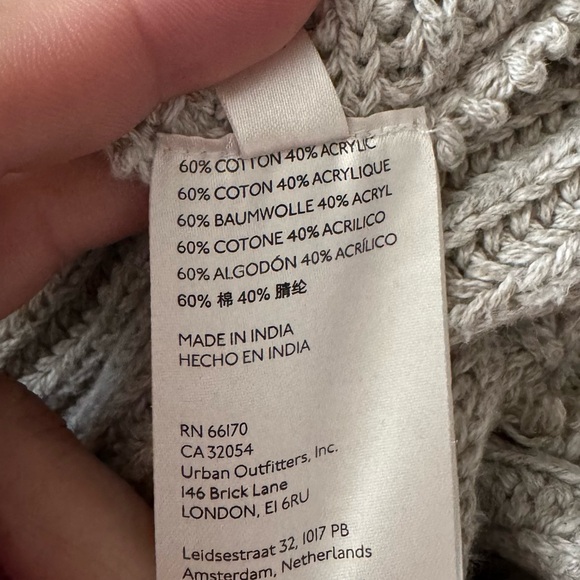 60% COTTON 40% ACRYLIC
60% COTON 40% ACRYLIQUE
60% BAUMWOLLE 40% ACRYL
60% COTONE 40% ACRILICO
60% ALGODÓN 40% ACRÍLICO
60% 棉 40% 腈纶
MADE IN INDIA
HECHO EN INDIA
RN 66170
CA 32054
Urban Outfitters, Inc.
146 Brick Lane
LONDON, E1 6RU
Leidsestraat 32, 1017 PB
Amsterdam, Netherlands